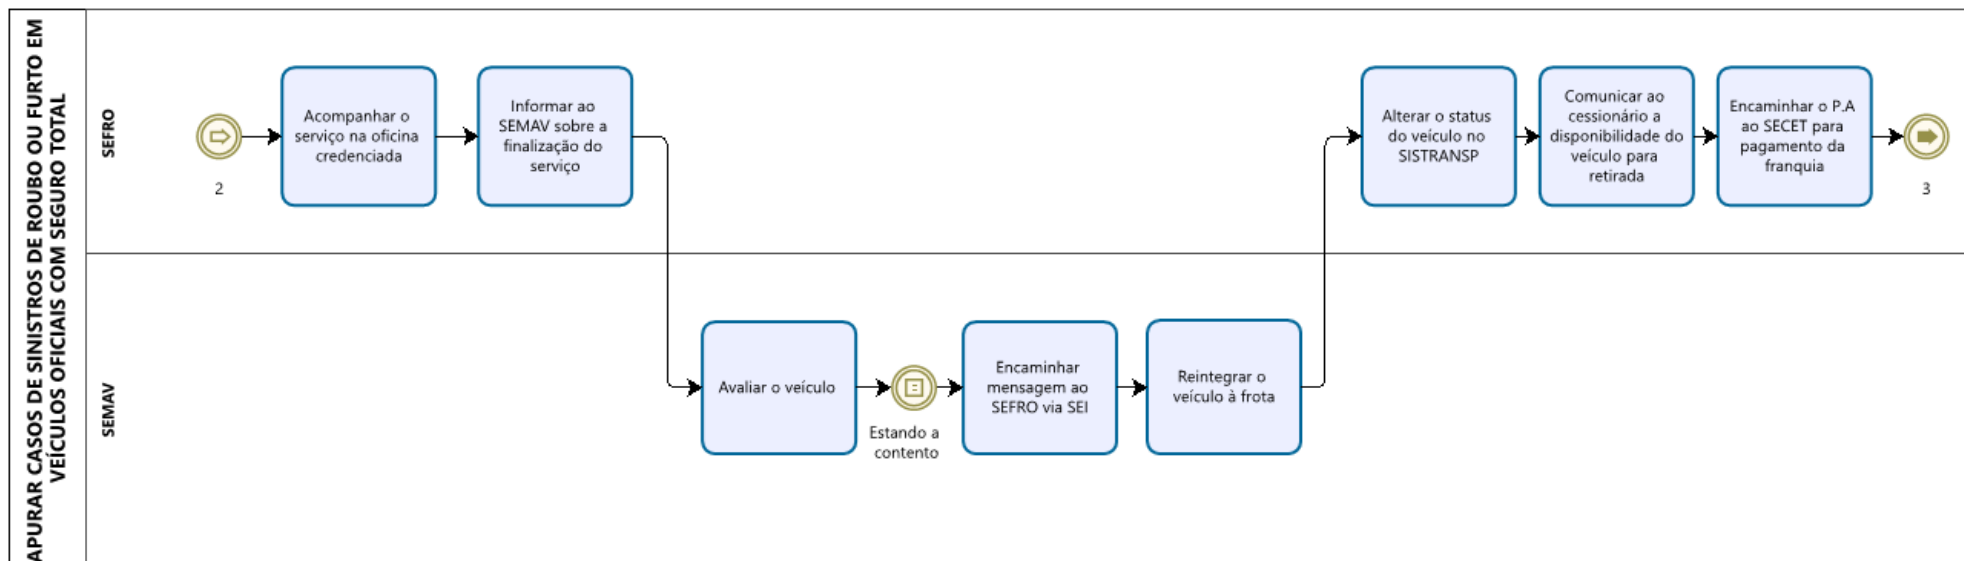 APURAR CASOS DE SINISTROS DE ROUBO OU FURTO EM
VEÍCULOS OFICIAIS COM SEGURO TOTAL
SEFRO
2
Acompanhar o
serviço na oficina
credenciada
Informar ao
SEMAV sobre a
finalização do
serviço
Alterar o status
do veículo no
SISTRANSP
Comunicar ao
cessionário a
disponibilidade do
veículo para
retirada
Encaminhar o P.A
ao SECET para
pagamento da
franquia
3
SEMAV
Avaliar o veículo
Estando a
contento
Encaminhar
mensagem ao
SEFRO via SEI
Reintegrar o
veículo à frota